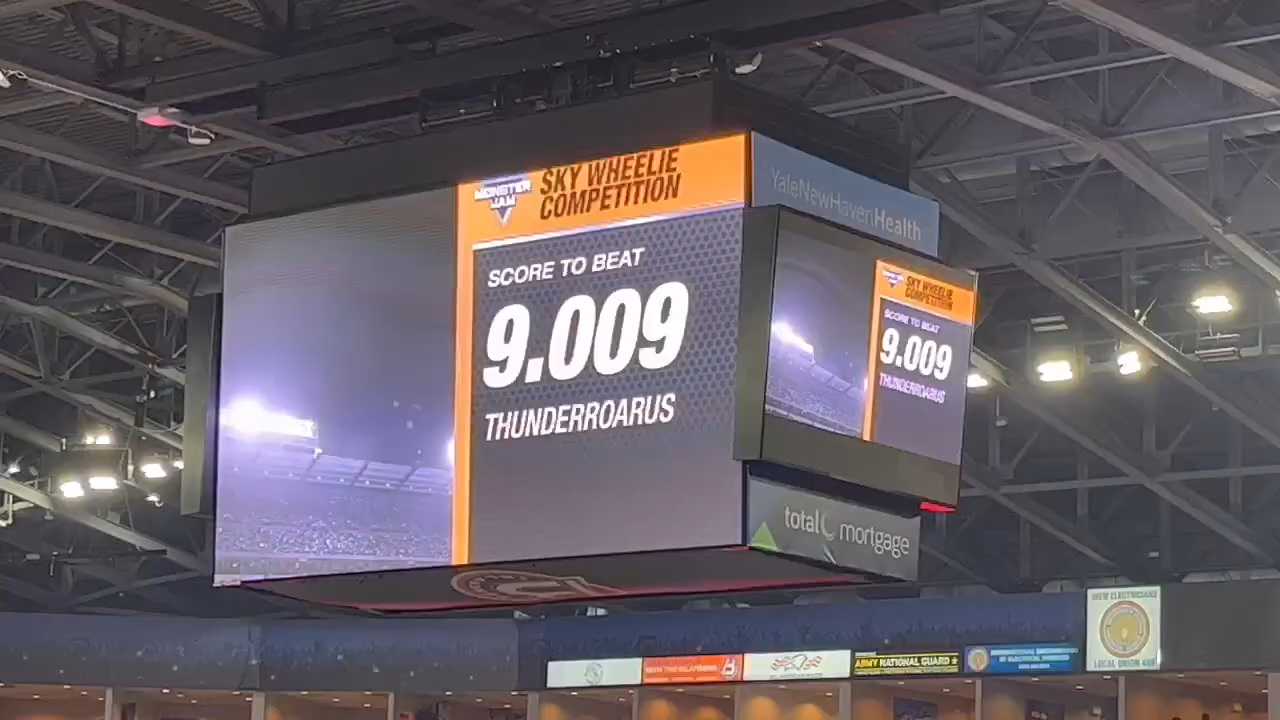 MONSTER
JAM
SKY WHEELIE
COMPETITION
SCORE TO BEAT
9.009
THUNDERROARUS
YaleNewHavenHealth
SKY WHEELIE
COMPETITION
SCORE TO BEAT
9.009
THUNDERROARUS
total mortgage
ARMY NATIONAL GUARD